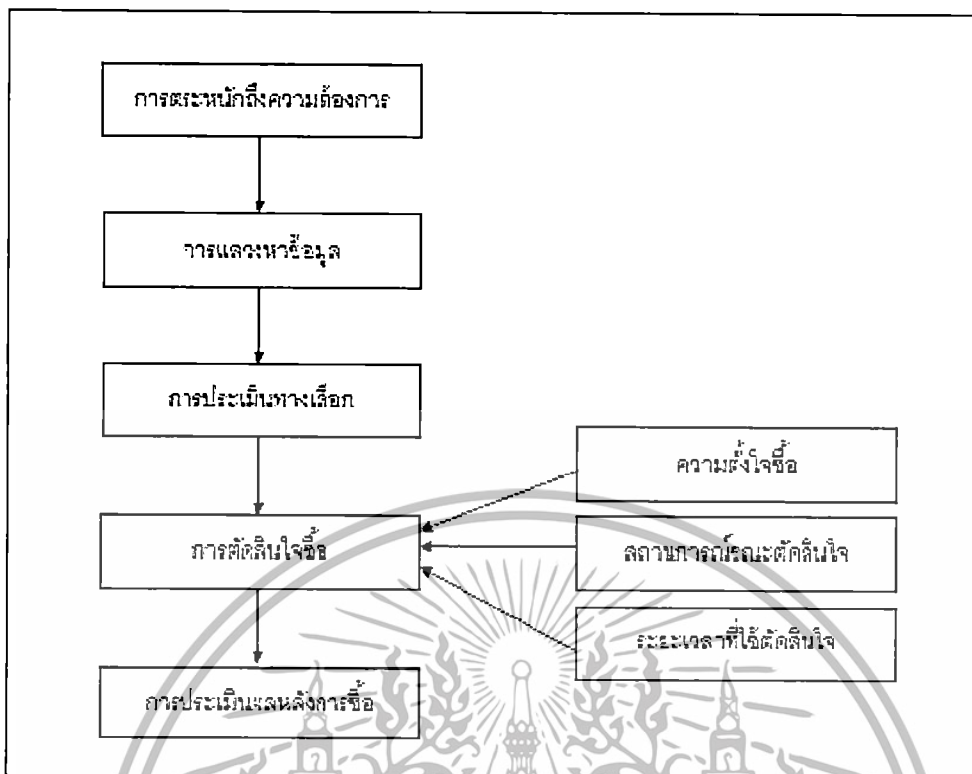 การตระหนักถึงความต้องการ
การแสวงหาข้อมูล
การประเมินทางเลือก
ความตั้งใจซื้อ
การตัดสินใจซื้อ
สถานการณ์ขณะตัดสินใจ
ระยะเวลาที่ใช้ตัดสินใจ
การประเมินผลหลังการซื้อ